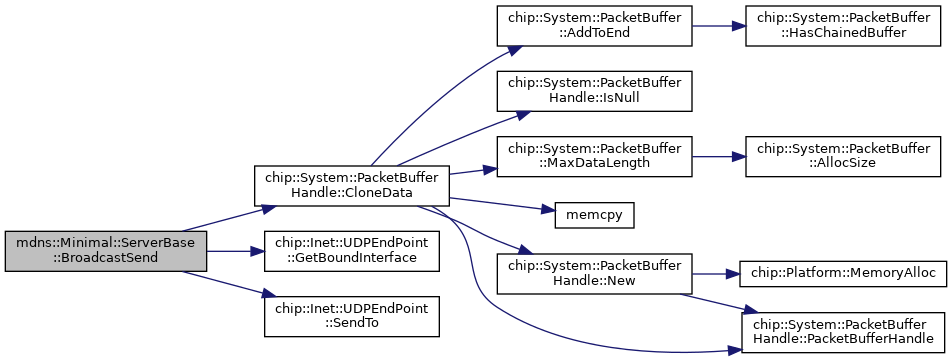 mdns::Minimal::ServerBase
::BroadcastSend
chip::System::PacketBuffer
Handle::CloneData
chip::Inet::UDPEndPoint
::GetBoundInterface
chip::Inet::UDPEndPoint
::SendTo
chip::System::PacketBuffer
::AddToEnd
chip::System::PacketBuffer
Handle::IsNull
chip::System::PacketBuffer
::MaxDataLength
memcpy
chip::System::PacketBuffer
Handle::New
chip::System::PacketBuffer
::HasChainedBuffer
chip::System::PacketBuffer
::AllocSize
chip::Platform::MemoryAlloc
chip::System::PacketBuffer
Handle::PacketBufferHandle